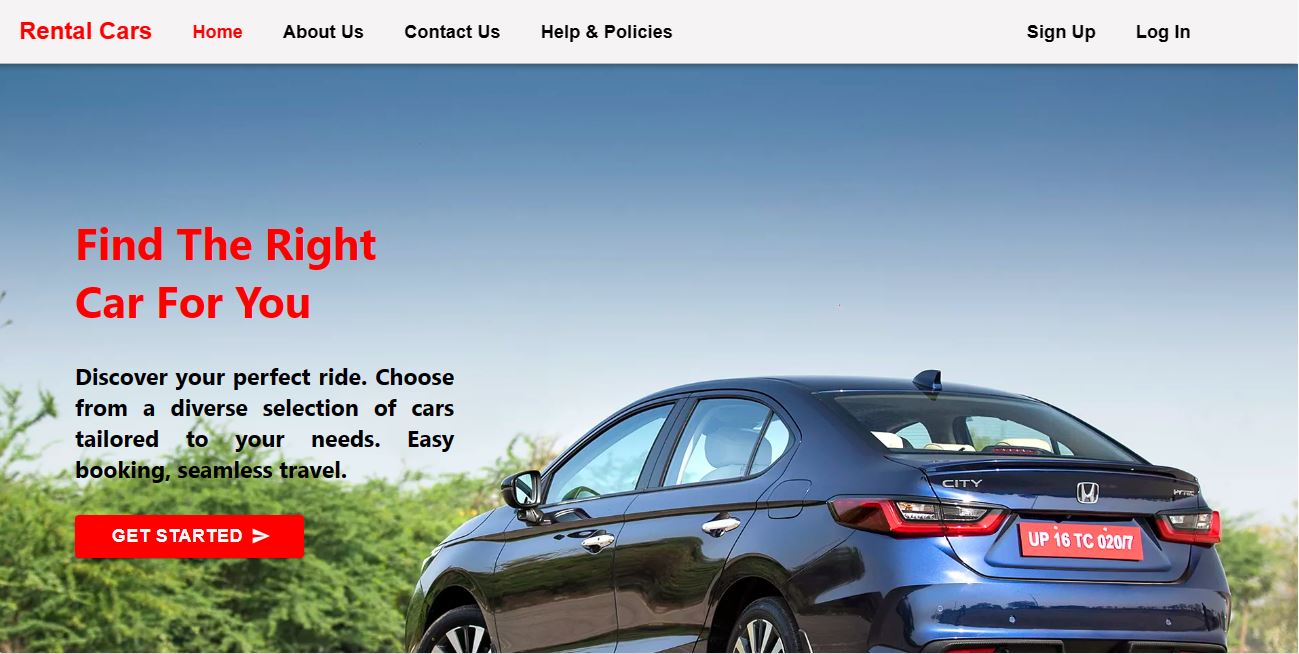 Rental Cars Home About Us Contact Us Help & Policies Sign Up Log In
Find The Right
Car For You
Discover your perfect ride. Choose
from a diverse selection of cars
tailored to your needs. Easy
booking, seamless travel.
GET STARTED
CITY
UP 16 TC 020/7